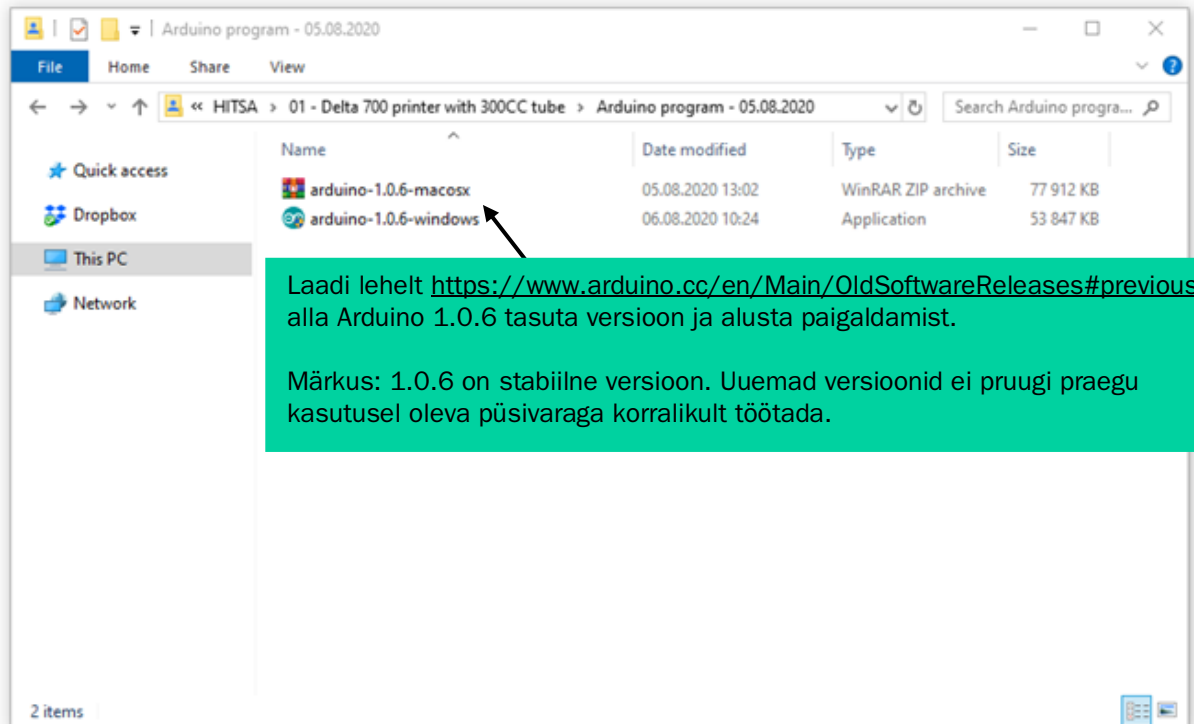 Arduino program - 05.08.2020
File Home Share View
« HITSA › 01 - Delta 700 printer with 300CC tube › Arduino program - 05.08.2020 Search Arduino progra...
Name Date modified Type Size
Quick access
Dropbox
This PC
Network
arduino-1.0.6-macosx 05.08.2020 13:02 WinRAR ZIP archive 77 912 KB
arduino-1.0.6-windows 06.08.2020 10:24 Application 53 847 KB
Laadi lehelt https://www.arduino.cc/en/Main/OldSoftwareReleases#previous
alla Arduino 1.0.6 tasuta versioon ja alusta paigaldamist.
Märkus: 1.0.6 on stabiilne versioon. Uuemad versioonid ei pruugi praegu
kasutusel oleva püsivaraga korralikult töötada.
2 items